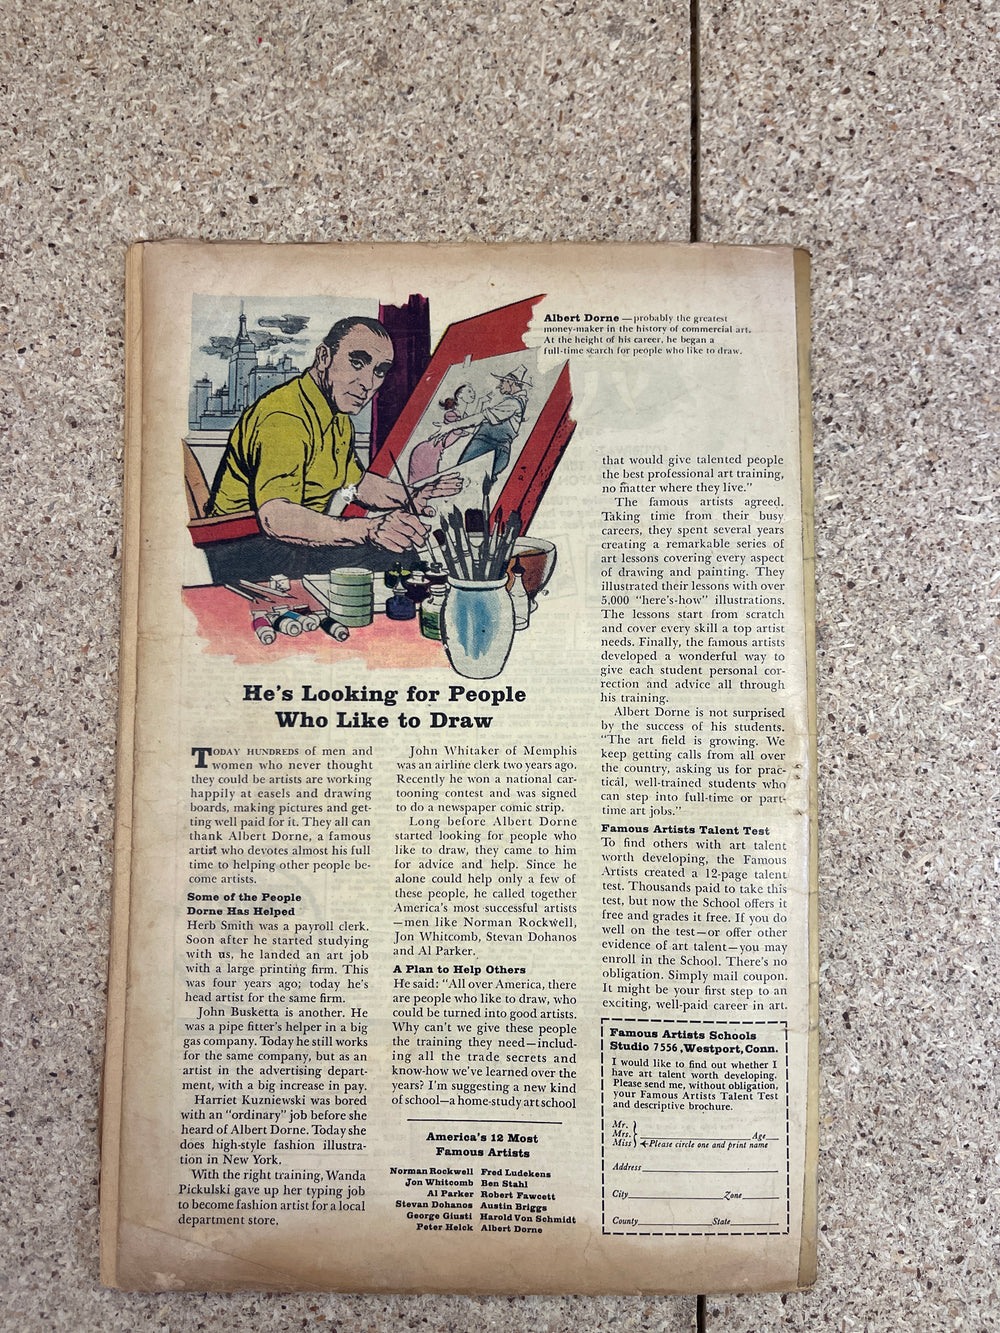 Albert Dorne — probably the greatest
money-maker in the history of commercial art.
At the height of his career, he began a
full-time search for people who like to draw.
He's Looking for People
Who Like to Draw
TODAY HUNDREDS of men and
women who never thought
they could be artists are working
happily at easels and drawing
boards, making pictures and get-
ting well paid for it. They all can
thank Albert Dorne, a famous
artist who devotes almost his full
time to helping other people be-
come artists.
Some of the People
Dorne Has Helped
Herb Smith was a payroll clerk.
Soon after he started studying
with us, he landed an art job
with a large printing firm. This
was four years ago; today he's
head artist for the same firm.
John Busketta is another. He
was a pipe fitter's helper in a big
gas company. Today he still works
for the same company, but as an
artist in the advertising depart-
ment, with a big increase in pay.
Harriet Kuzniewski was bored
with an "ordinary" job before she
heard of Albert Dorne. Today she
does high-style fashion illustra-
tion in New York.
With the right training, Wanda
Pickulski gave up her typing job
to become fashion artist for a local
department store.
John Whitaker of Memphis
was an airline clerk two years ago.
Recently he won a national car-
tooning contest and was signed
to do a newspaper comic strip.
Long before Albert Dorne
started looking for people who
like to draw, they came to him
for advice and help. Since he
alone could help only a few of
these people, he called together
America's most successful artists
—men like Norman Rockwell,
Jon Whitcomb, Stevan Dohanos
and Al Parker.
A Plan to Help Others
He said: "All over America, there
are people who like to draw, who
could be turned into good artists.
Why can't we give these people
the training they need—includ-
ing all the trade secrets and
know-how we've learned over the
years? I'm suggesting a new kind
of school—a home-study art school
America's 12 Most
Famous Artists
Norman Rockwell Fred Ludekens
Jon Whitcomb Ben Stahl
Al Parker Robert Fawcett
Stevan Dohanos Austin Briggs
George Giusti Harold Von Schmidt
Peter Helck Albert Dorne
that would give talented people
the best professional art training,
no matter where they live."
The famous artists agreed.
Taking time from their busy
careers, they spent several years
creating a remarkable series of
art lessons covering every aspect
of drawing and painting. They
illustrated their lessons with over
5,000 "here's-how" illustrations.
The lessons start from scratch
and cover every skill a top artist
needs. Finally, the famous artists
developed a wonderful way to
give each student personal cor-
rection and advice all through
his training.
Albert Dorne is not surprised
by the success of his students.
"The art field is growing. We
keep getting calls from all over
the country, asking us for prac-
tical, well-trained students who
can step into full-time or part-
time art jobs."
Famous Artists Talent Test
To find others with art talent
worth developing, the Famous
Artists created a 12-page talent
test. Thousands paid to take this
test, but now the School offers it
free and grades it free. If you do
well on the test—or offer other
evidence of art talent—you may
enroll in the School. There's no
obligation. Simply mail coupon.
It might be your first step to an
exciting, well-paid career in art.
Famous Artists Schools
Studio 7556, Westport, Conn.
I would like to find out whether I
have art talent worth developing.
Please send me, without obligation,
your Famous Artists Talent Test
and descriptive brochure.
Mr.
Mrs. Age
Miss Please circle one and print name
Address
City Zone
County State